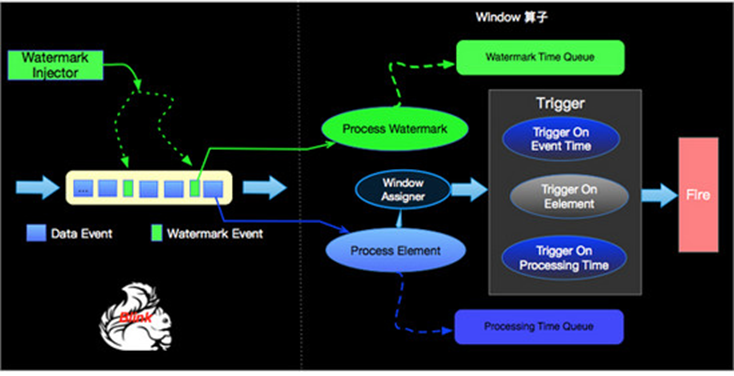 Window 算子
Watermark
Injector
Watermark Time Queue
Process Watermark
Trigger
Trigger On
Event Time
Window
Assigner
Trigger On
Eelement
Fire
...
Data Event
Watermark Event
Process Element
Trigger On
Processing Time
Blink
Processing Time Queue